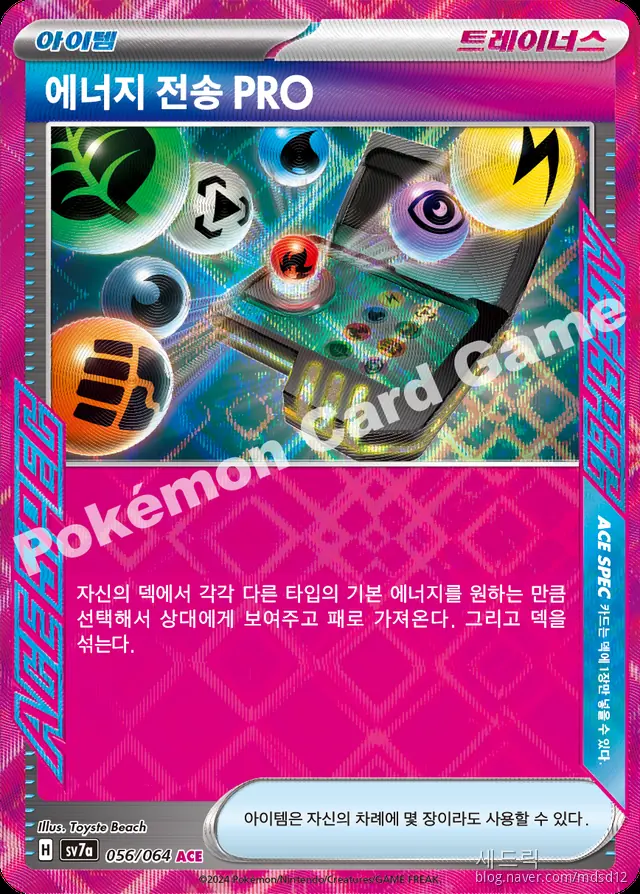 아이템
트레이너스
에너지 전송 PRO
ACE SPEC
ACE SPEC
Pokémon Card Game
ACE SPEC 카드는 덱에 1장만 넣을 수 있다.
자신의 덱에서 각각 다른 타입의 기본 에너지를 원하는 만큼
선택해서 상대에게 보여주고 패로 가져온다. 그리고 덱을
섞는다.
아이템은 자신의 차례에 몇 장이라도 사용할 수 있다.
Illus. Toyste Beach
H sv7a 056/064 ACE
세드릭
blog.naver.com/mdsd12
©2024 Pokémon/Nintendo/Creatures/GAME FREAK.